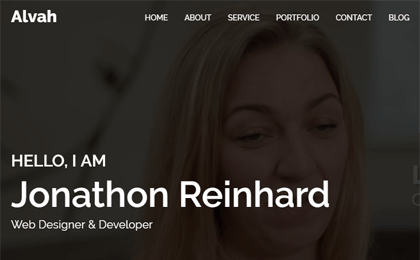 Alvah
HOME ABOUT SERVICE PORTFOLIO CONTACT BLOG
HELLO, I AM
Jonathon Reinhard
Web Designer & Developer